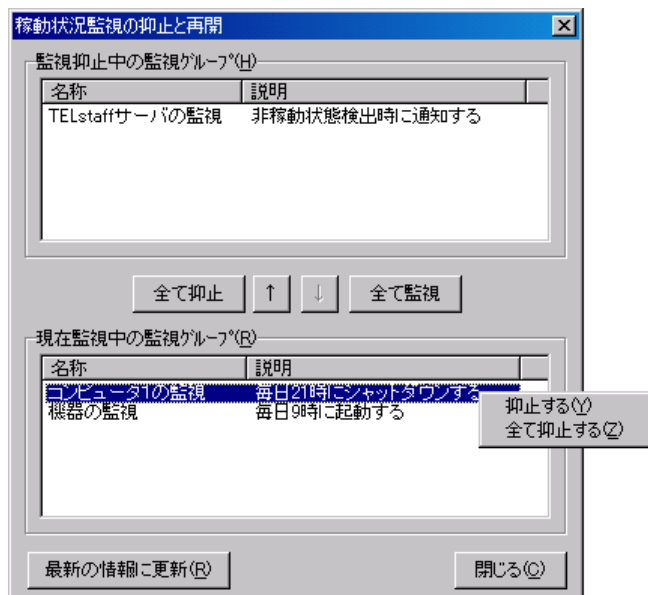 稼動状況監視の抑止と再開
監視抑止中の監視ｸﾞﾙｰﾌﾟ(H)
名称 説明
TELstaffサーバの監視 非稼動状態検出時に通知する
全て抑止 ↑ ↓ 全て監視
現在監視中の監視ｸﾞﾙｰﾌﾟ(R)
名称 説明
コンピュータ1の監視 毎日21時にシャットダウンする
機器の監視 毎日9時に起動する
抑止する(Y)
全て抑止する(Z)
最新の情報に更新(R) 閉じる(C)